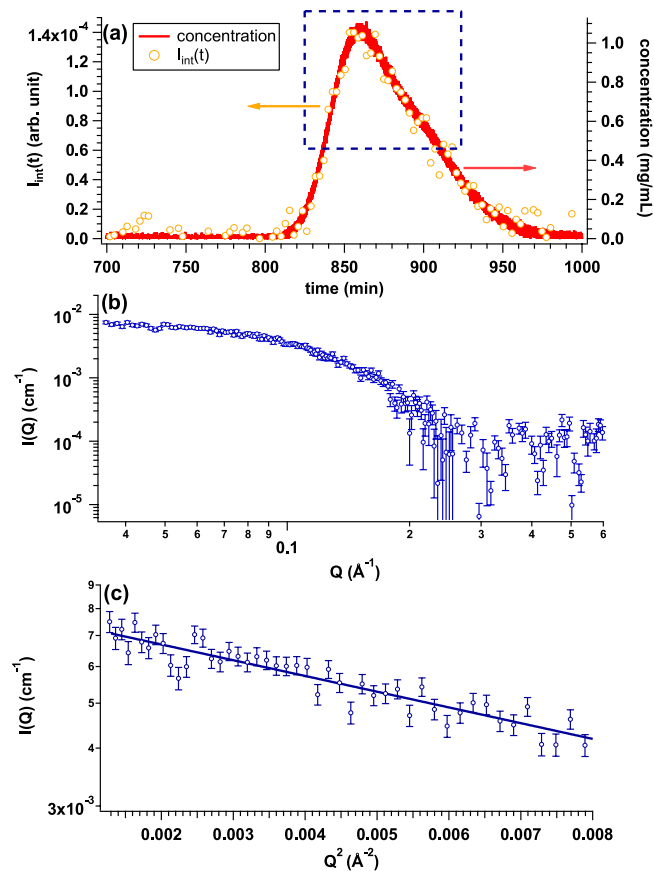 (a)
concentration
I_int(t)
1.4x10^-4
1.2
1.0
0.8
0.6
0.4
0.2
0.0
I_int(t) (arb. unit)
1.0
0.8
0.6
0.4
0.2
0.0
concentration (mg/mL)
700 750 800 850 900 950 1000
time (min)
(b)
10^-2
10^-3
10^-4
10^-5
I(Q) (cm^-1)
4 5 6 7 8 9 0.1 2 3 4 5 6
Q (Å^-1)
(c)
9
8
7
6
5
4
3x10^-3
I(Q) (cm^-1)
0.002 0.003 0.004 0.005 0.006 0.007 0.008
Q^2 (Å^-2)